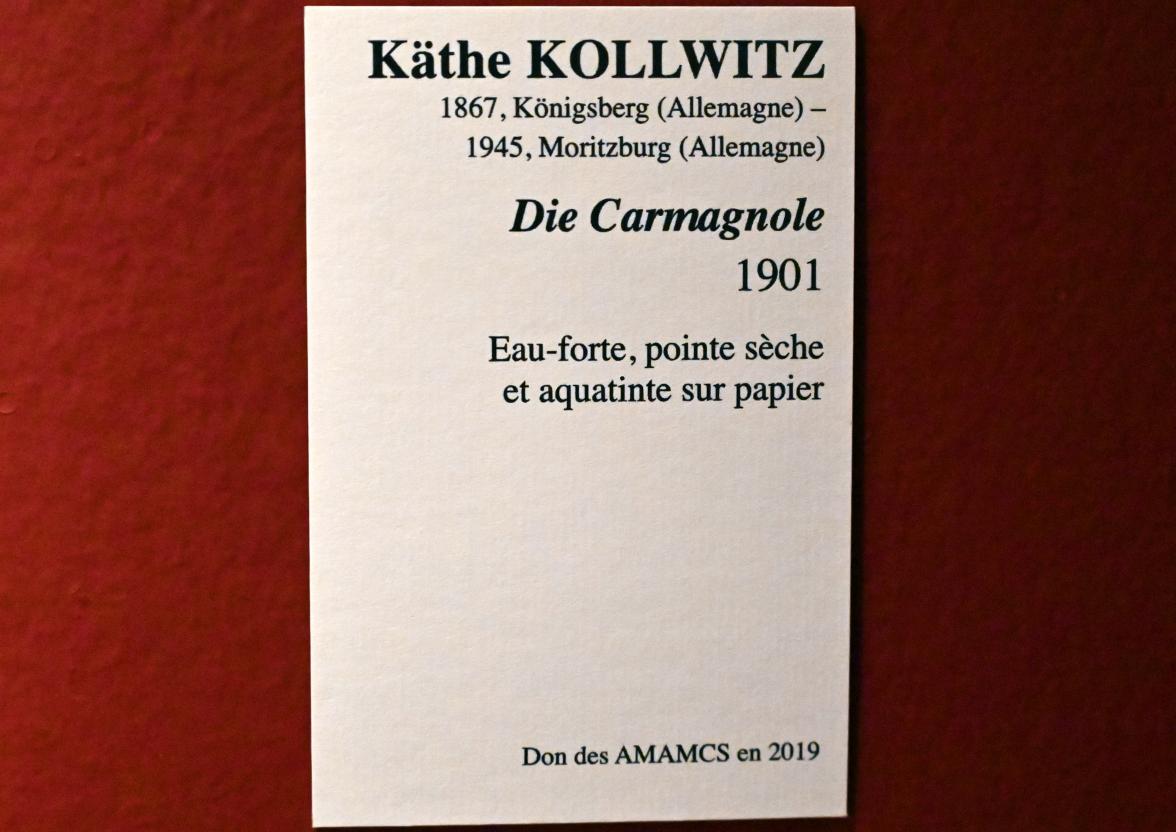 Käthe KOLLWITZ
1867, Königsberg (Allemagne) –
1945, Moritzburg (Allemagne)
Die Carmagnole
1901
Eau-forte, pointe sèche
et aquatinte sur papier
Don des AMAMCS en 2019